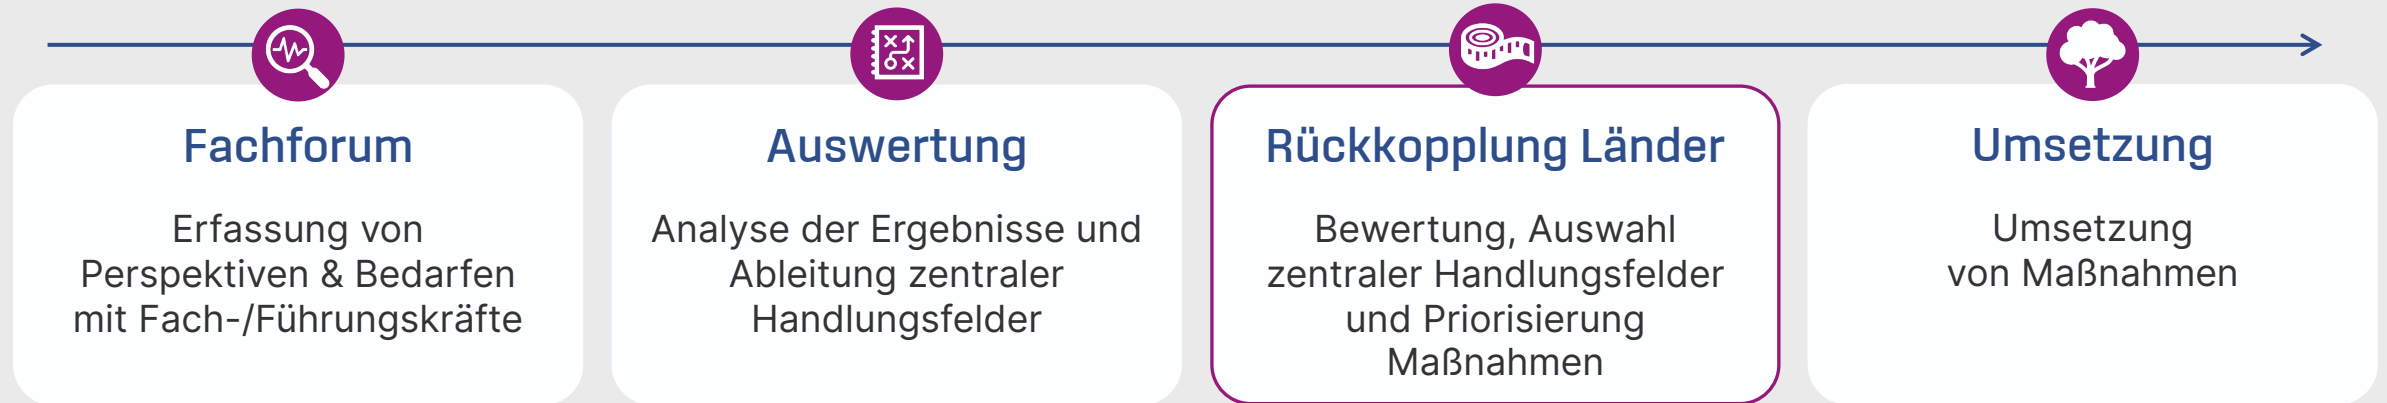 Fachforum
Erfassung von
Perspektiven & Bedarfen
mit Fach-/Führungskräfte
Auswertung
Analyse der Ergebnisse und
Ableitung zentraler
Handlungsfelder
Rückkopplung Länder
Bewertung, Auswahl
zentraler Handlungsfelder
und Priorisierung
Maßnahmen
Umsetzung
Umsetzung
von Maßnahmen